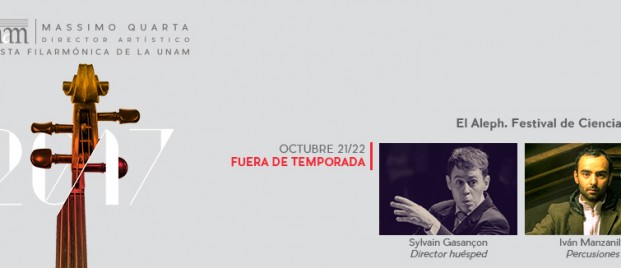 MASSIMO QUARTA
DIRECTOR ARTÍSTICO
STA FILARMÓNICA DE LA UNAM
2017
El Aleph. Festival de Ciencia
OCTUBRE 21/22
FUERA DE TEMPORADA
Sylvain Gasançon
Director huésped
Iván Manzanil
Percusiones